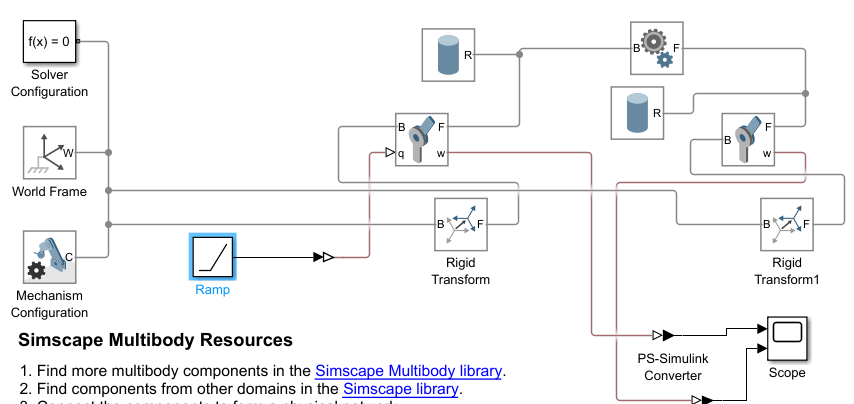 f(x) = 0
Solver
Configuration
R
B
F
R
B
F
q
w
B
F
w
W
World Frame
B
F
Rigid
Transform
B
F
Rigid
Transform1
C
Mechanism
Configuration
Ramp
Simscape Multibody Resources
PS-Simulink
Converter
Scope
1. Find more multibody components in the Simscape Multibody library.
2. Find components from other domains in the Simscape library.